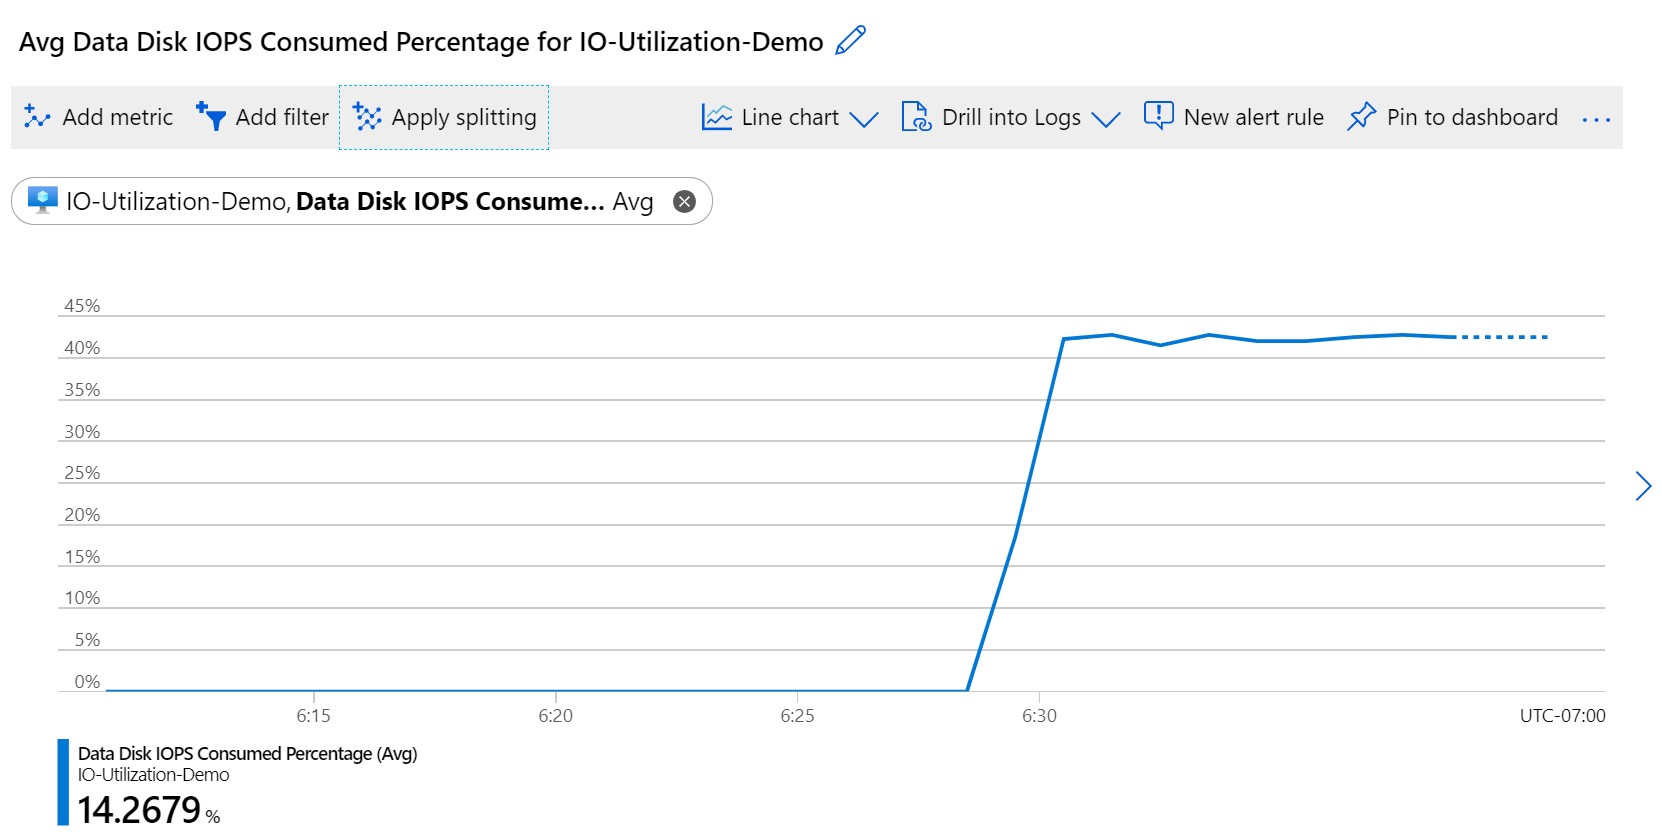 Avg Data Disk IOPS Consumed Percentage for IO-Utilization-Demo
Add metric Add filter Apply splitting Line chart Drill into Logs New alert rule Pin to dashboard ...
IO-Utilization-Demo, Data Disk IOPS Consume... Avg
45%
40%
35%
30%
25%
20%
15%
10%
5%
0%
6:15 6:20 6:25 6:30 UTC-07:00
Data Disk IOPS Consumed Percentage (Avg)
IO-Utilization-Demo
14.2679 %